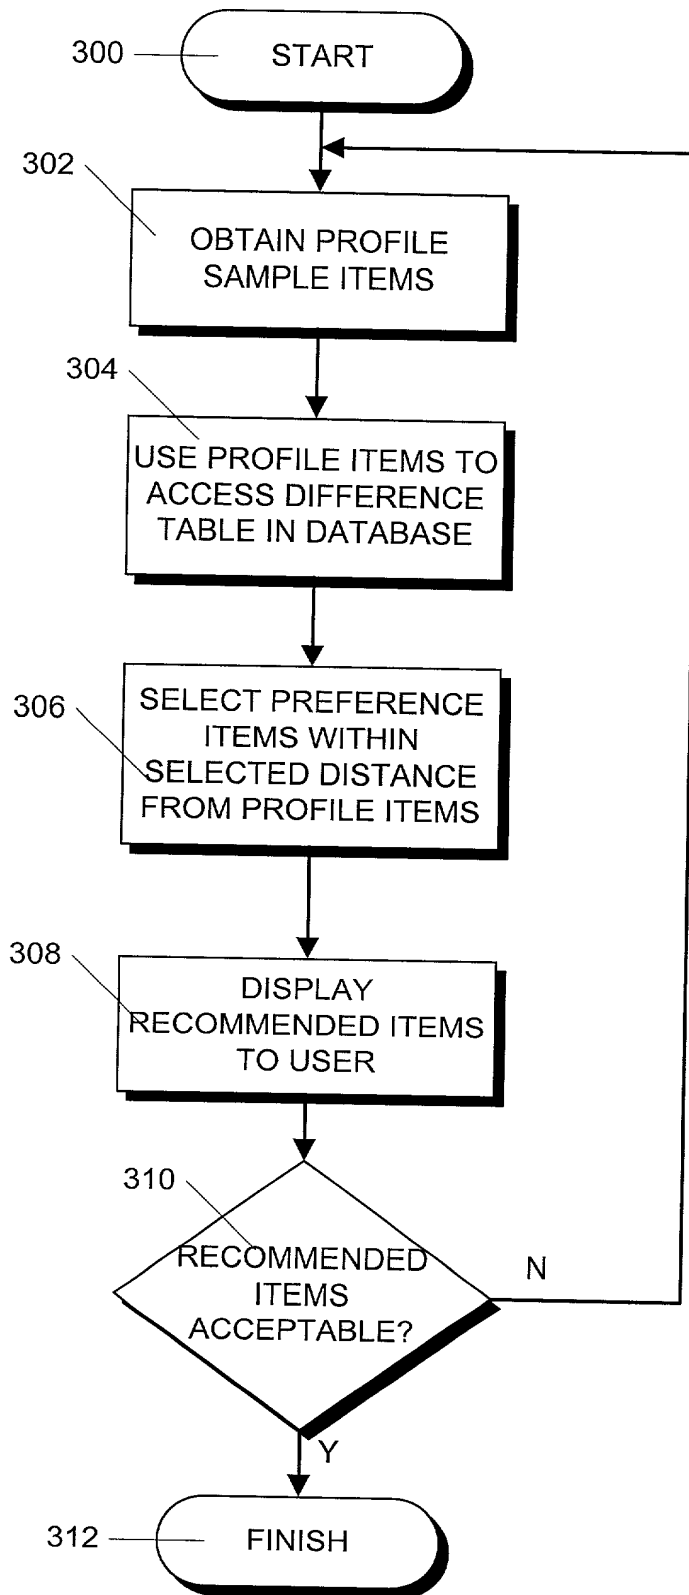 300
START
302
OBTAIN PROFILE
SAMPLE ITEMS
304
USE PROFILE ITEMS TO
ACCESS DIFFERENCE
TABLE IN DATABASE
306
SELECT PREFERENCE
ITEMS WITHIN
SELECTED DISTANCE
FROM PROFILE ITEMS
308
DISPLAY
RECOMMENDED ITEMS
TO USER
310
RECOMMENDED
ITEMS
ACCEPTABLE?
N
Y
312
FINISH